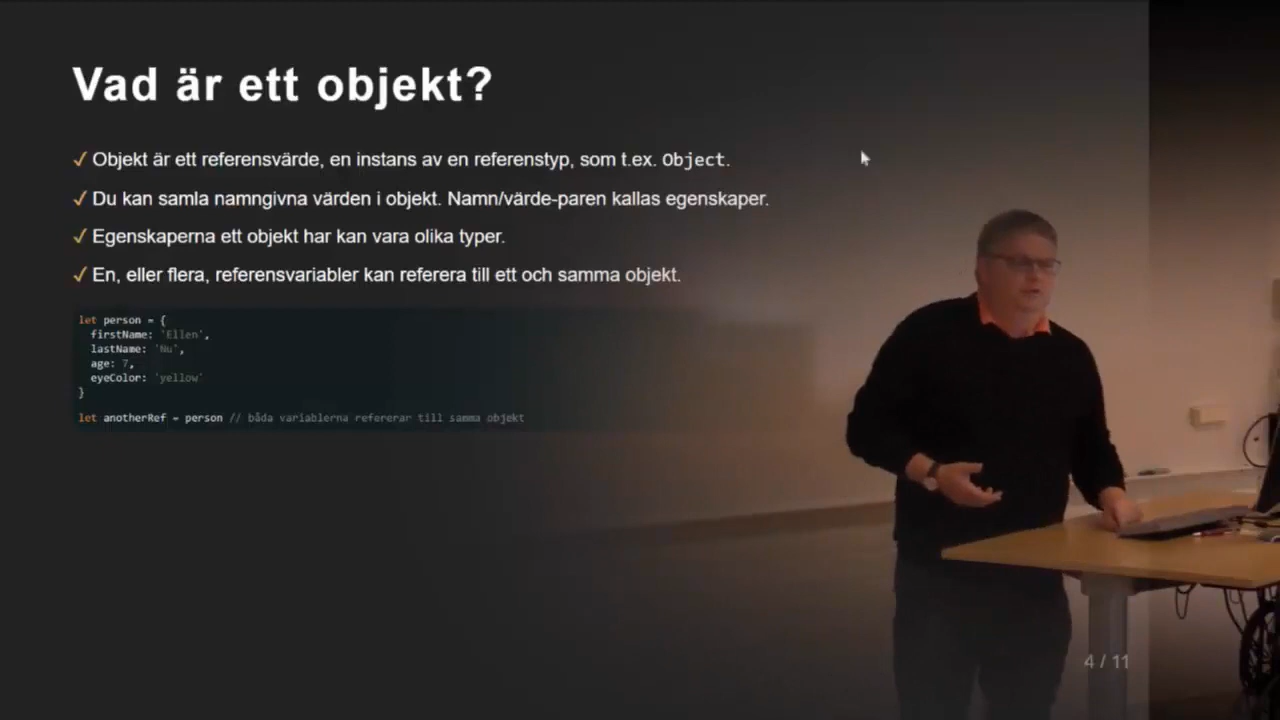 Vad är ett objekt?
✓ Objekt är ett referensvärde, en instans av en referenstyp, som t.ex. Object.
✓ Du kan samla namngivna värden i objekt. Namn/värde-paren kallas egenskaper.
✓ Egenskaperna ett objekt har kan vara olika typer.
✓ En, eller flera, referensvariabler kan referera till ett och samma objekt.
let person = {
firstName: 'Ellen',
lastName: 'Nu',
age: 7,
eyeColor: 'yellow'
}
let anotherRef = person // båda variablerna refererar till samma objekt
4 / 11